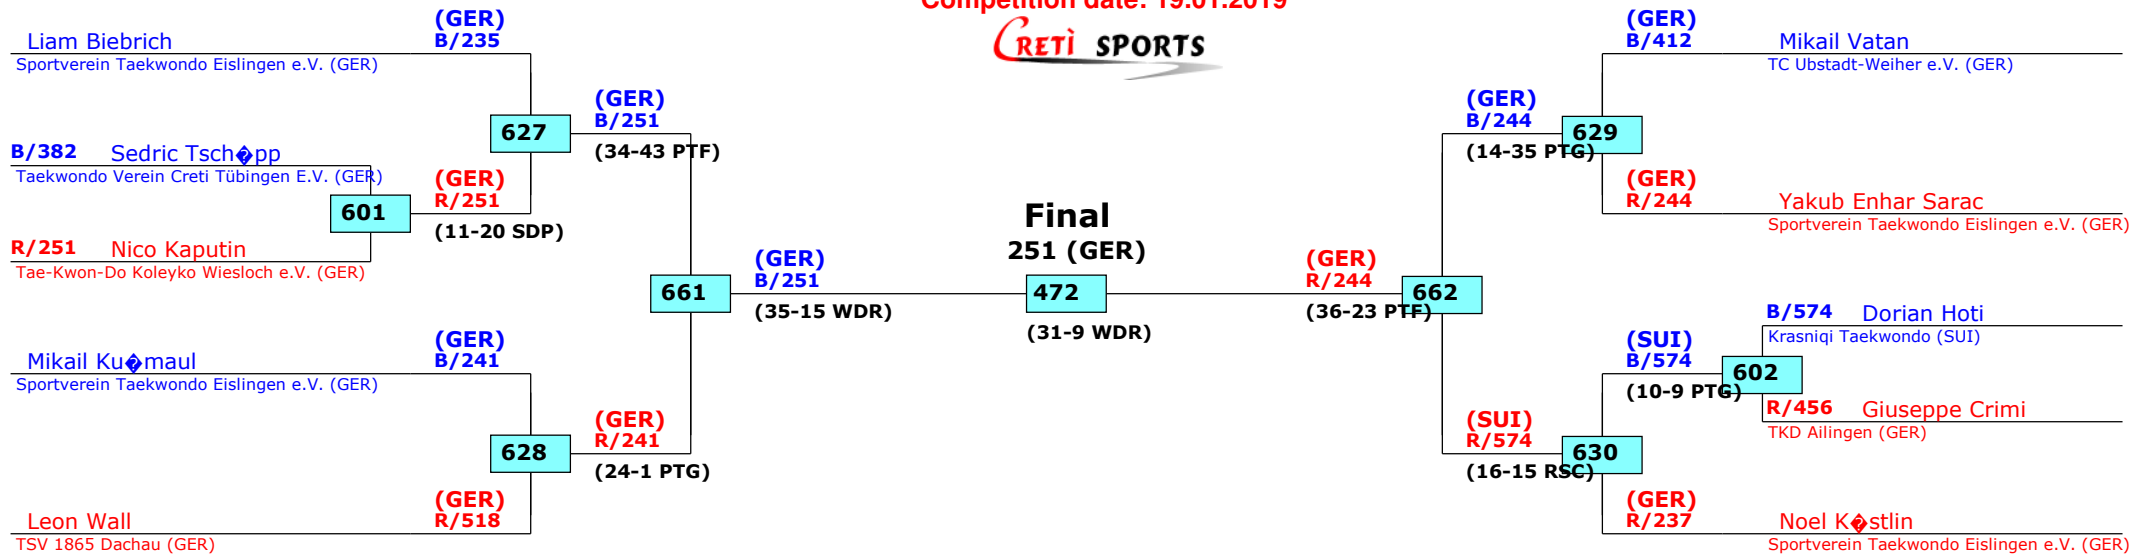 Competition date: 19.01.2019
CRETÌ SPORTS
(GER)
B/235
Liam Biebrich
Sportverein Taekwondo Eislingen e.V. (GER)
627
(GER)
B/251
(34-43 PTF)
B/382 Sedric Tsch�pp
Taekwondo Verein Creti Tübingen E.V. (GER)
601
(GER)
R/251
(11-20 SDP)
R/251 Nico Kaputin
Tae-Kwon-Do Koleyko Wiesloch e.V. (GER)
661
(GER)
B/251
(35-15 WDR)
(GER)
B/241
Mikail Ku�maul
Sportverein Taekwondo Eislingen e.V. (GER)
628
(GER)
R/241
(24-1 PTG)
(GER)
R/518
Leon Wall
TSV 1865 Dachau (GER)
Final
251 (GER)
472
(31-9 WDR)
(GER)
B/412
Mikail Vatan
TC Ubstadt-Weiher e.V. (GER)
(GER)
B/244
629
(14-35 PTG)
(GER)
R/244
Yakub Enhar Sarac
Sportverein Taekwondo Eislingen e.V. (GER)
(GER)
R/244
662
(36-23 PTF)
B/574 Dorian Hoti
Krasniqi Taekwondo (SUI)
(SUI)
B/574
602
(10-9 PTG)
R/456 Giuseppe Crimi
TKD Ailingen (GER)
(SUI)
R/574
630
(16-15 RSC)
(GER)
R/237
Noel K�stlin
Sportverein Taekwondo Eislingen e.V. (GER)